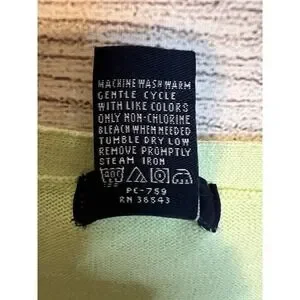 MACHINE WASH WARM
GENTLE CYCLE
WITH LIKE COLORS
ONLY NON-CHLORINE
BLEACH WHEN NEEDED
TUMBLE DRY LOW
REMOVE PROMPTLY
STEAM IRON
PC-759
RN 36543